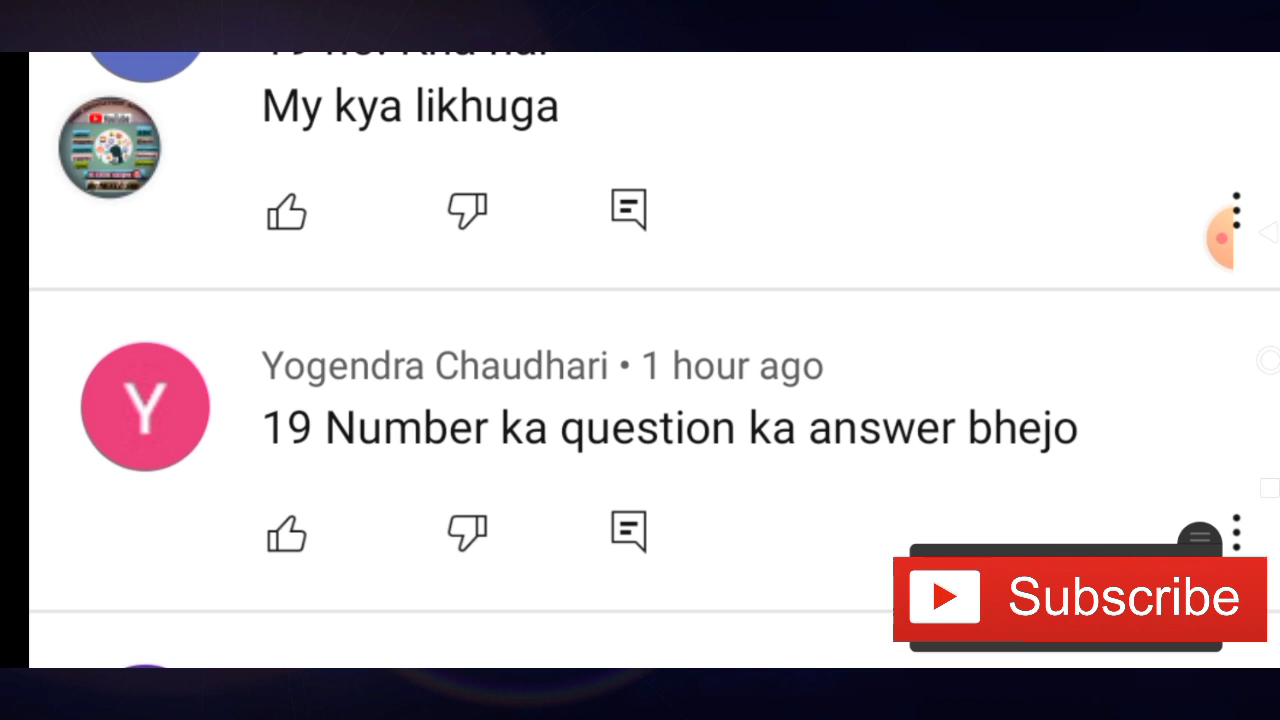 My kya likhuga
Yogendra Chaudhari • 1 hour ago
Y
19 Number ka question ka answer bhejo
Subscribe